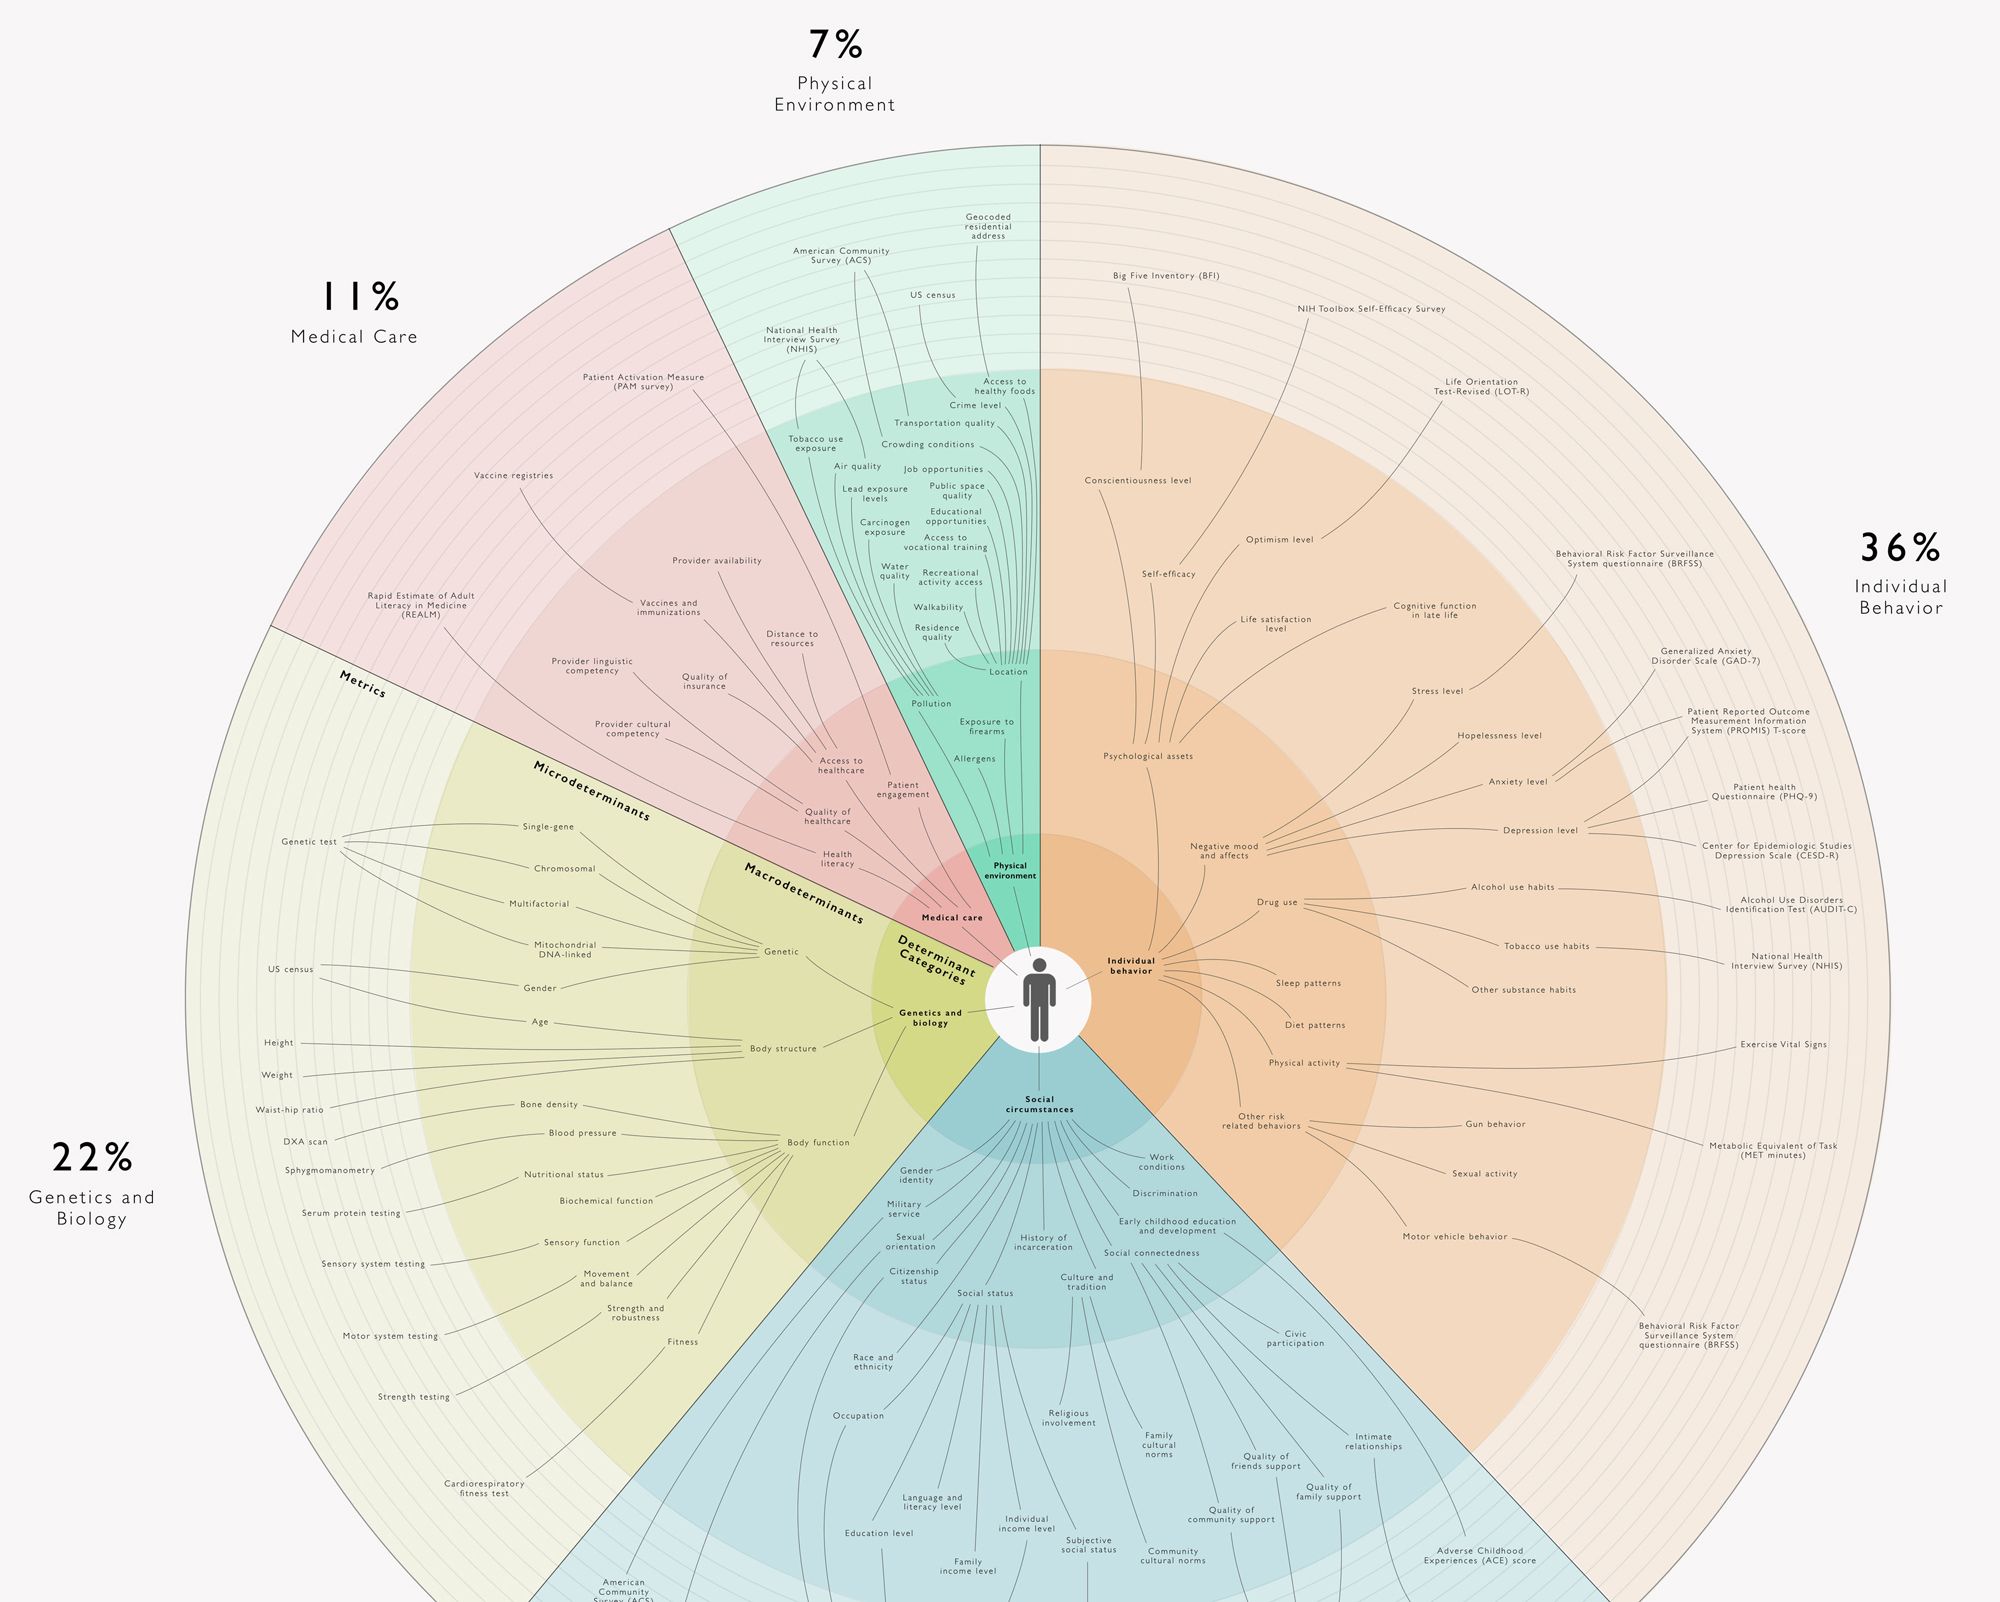 7%
Physical
Environment
11%
Medical Care
36%
Individual
Behavior
22%
Genetics and
Biology
Geocoded
residential
address
American Community
Survey (ACS)
US census
National Health
Interview Survey
(NHIS)
Access to
healthy foods
Crime level
Transportation quality
Crowding conditions
Tobacco use
exposure
Air quality
Job opportunities
Lead exposure
levels
Public space
quality
Carcinogen
exposure
Educational
opportunities
Access to
vocational training
Water
quality
Recreational
activity access
Walkability
Residence
quality
Location
Pollution
Exposure to
firearms
Allergens
Physical
environment
Patient Activation Measure
(PAM survey)
Vaccine registries
Rapid Estimate of Adult
Literacy in Medicine
(REALM)
Provider availability
Vaccines and
immunizations
Distance to
resources
Provider linguistic
competency
Quality of
insurance
Provider cultural
competency
Access to
healthcare
Patient
engagement
Quality of
healthcare
Health
literacy
Medical care
Metrics
Microdeterminants
Macrodeterminants
Determinant
Categories
Genetic test
Single-gene
Chromosomal
Multifactorial
Mitochondrial
DNA-linked
Genetic
US census
Gender
Age
Genetics and
biology
Height
Body structure
Weight
Waist-hip ratio
Bone density
DXA scan
Blood pressure
Body function
Sphygmomanometry
Nutritional status
Biochemical function
Serum protein testing
Sensory function
Sensory system testing
Movement
and balance
Strength and
robustness
Motor system testing
Fitness
Strength testing
Cardiorespiratory
fitness test
Big Five Inventory (BFI)
NIH Toolbox Self-Efficacy Survey
Life Orientation
Test-Revised (LOT-R)
Conscientiousness level
Optimism level
Self-efficacy
Behavioral Risk Factor Surveillance
System questionnaire (BRFSS)
Life satisfaction
level
Cognitive function
in late life
Generalized Anxiety
Disorder Scale (GAD-7)
Stress level
Patient Reported Outcome
Measurement Information
System (PROMIS) T-score
Hopelessness level
Psychological assets
Anxiety level
Patient health
Questionnaire (PHQ-9)
Depression level
Negative mood
and affects
Center for Epidemiologic Studies
Depression Scale (CESD-R)
Alcohol use habits
Drug use
Alcohol Use Disorders
Identification Test (AUDIT-C)
Tobacco use habits
National Health
Interview Survey (NHIS)
Individual
behavior
Sleep patterns
Other substance habits
Diet patterns
Exercise Vital Signs
Physical activity
Other risk
related behaviors
Gun behavior
Metabolic Equivalent of Task
(MET minutes)
Sexual activity
Motor vehicle behavior
Behavioral Risk Factor
Surveillance System
questionnaire (BRFSS)
Social
circumstances
Work
conditions
Gender
identity
Discrimination
Military
service
Early childhood education
and development
Sexual
orientation
History of
incarceration
Social connectedness
Citizenship
status
Culture and
tradition
Social status
Civic
participation
Race and
ethnicity
Occupation
Religious
involvement
Family
cultural
norms
Intimate
relationships
Quality of
friends support
Quality of
family support
Language and
literacy level
Quality of
community support
Individual
income level
Education level
Subjective
social status
Community
cultural norms
Family
income level
Adverse Childhood
Experiences (ACE) score
American
Community
Survey (ACS)